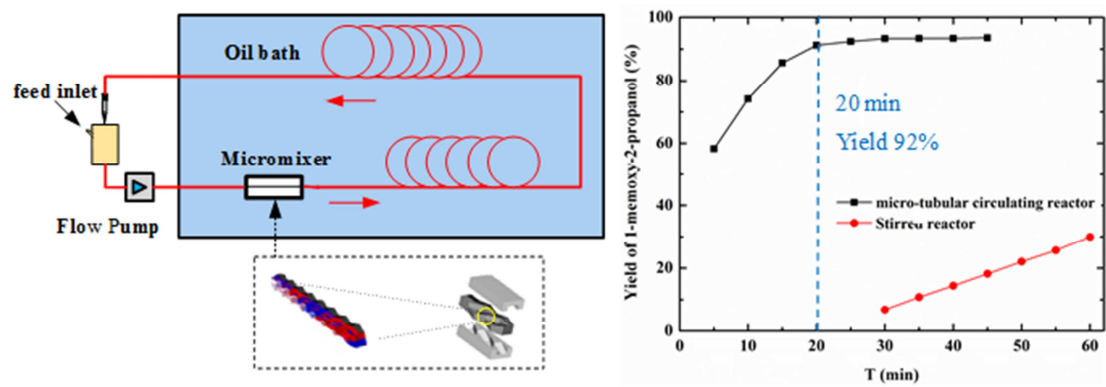 Oil bath
feed inlet
Micromixer
Flow Pump
Yield of 1-memoxy-2-propanol (%)
100
80
60
40
20
0
20 min
Yield 92%
micro-tubular circulating reactor
Stirred reactor
0 10 20 30 40 50 60
T (min)